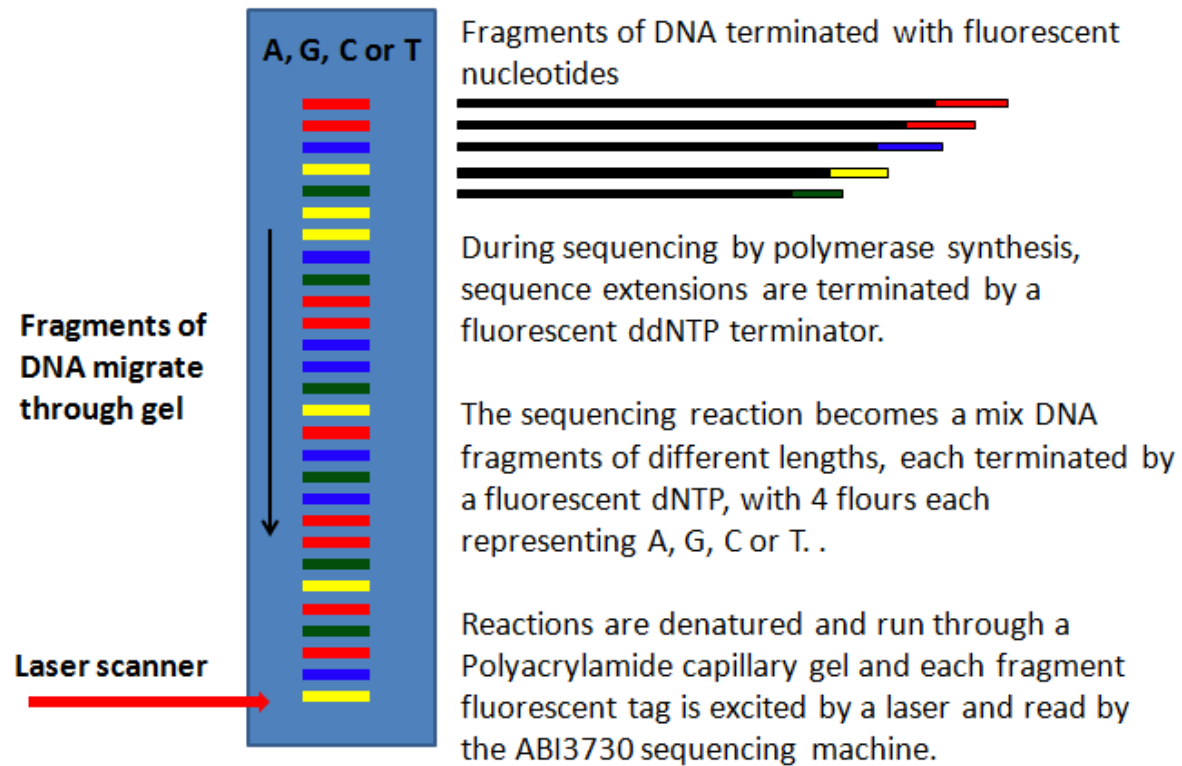 A, G, C or T
Fragments of
DNA migrate
through gel
Laser scanner
Fragments of DNA terminated with fluorescent
nucleotides
During sequencing by polymerase synthesis,
sequence extensions are terminated by a
fluorescent ddNTP terminator.
The sequencing reaction becomes a mix DNA
fragments of different lengths, each terminated by
a fluorescent dNTP, with 4 flours each
representing A, G, C or T. .
Reactions are denatured and run through a
Polyacrylamide capillary gel and each fragment
fluorescent tag is excited by a laser and read by
the ABI3730 sequencing machine.